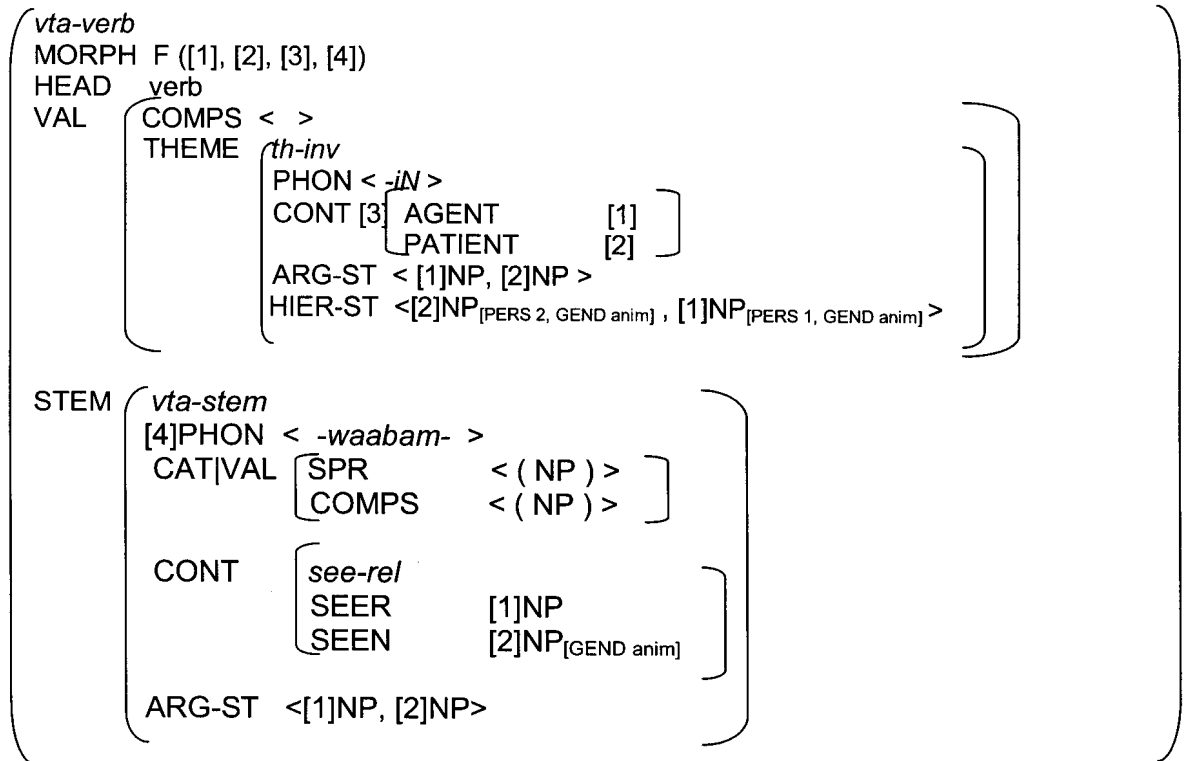 vta-verb
MORPH F ([1], [2], [3], [4])
HEAD verb
VAL COMPS < >
THEME th-inv
PHON < -iN >
CONT [3] AGENT [1]
PATIENT [2]
ARG-ST < [1]NP, [2]NP >
HIER-ST <[2]NP[PERS 2, GEND anim] , [1]NP[PERS 1, GEND anim] >
STEM vta-stem
[4]PHON < -waabam- >
CAT|VAL SPR < ( NP ) >
COMPS < ( NP ) >
CONT see-rel
SEER [1]NP
SEEN [2]NP[GEND anim]
ARG-ST <[1]NP, [2]NP>